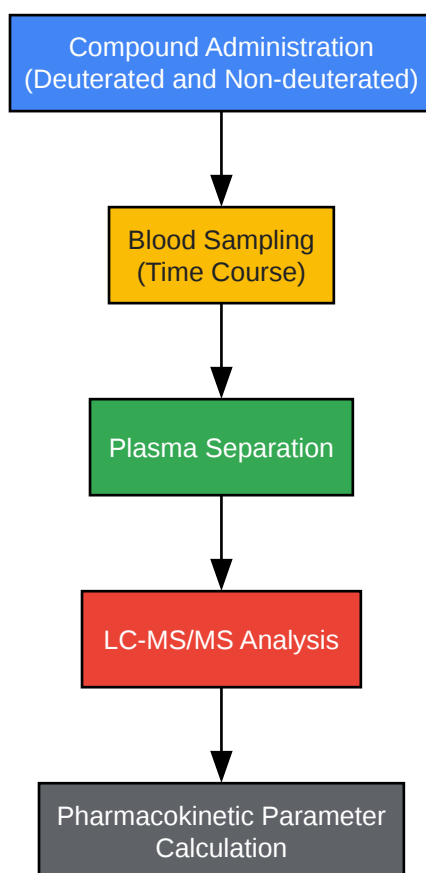 Compound Administration
(Deuterated and Non-deuterated)
Blood Sampling
(Time Course)
Plasma Separation
LC-MS/MS Analysis
Pharmacokinetic Parameter
Calculation